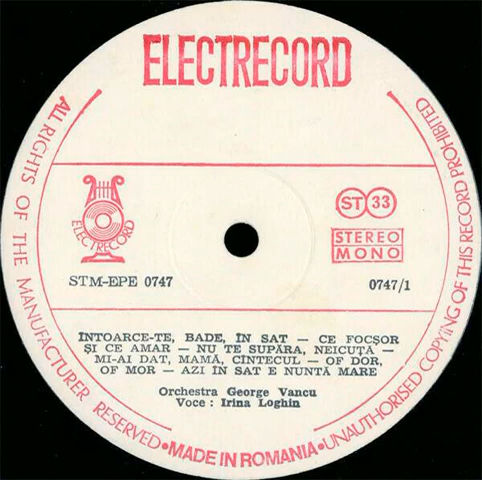 ELECTRECORD
ALL RIGHTS OF THE MANUFACTURER RESERVED • MADE IN ROMANIA • UNAUTHORISED COPYING OF THIS RECORD PROHIBITED
ELECTRECORD
ST 33
STEREO
MONO
STM-EPE 0747
0747/1
ÎNTOARCE-TE, BADE, ÎN SAT — CE FOCȘOR
ȘI CE AMAR — NU TE SUPĂRA, NEICUȚĂ —
MI-AI DAT, MAMĂ, CÎNTECUL — OF DOR,
OF MOR — AZI ÎN SAT E NUNTĂ MARE
Orchestra George Vancu
Voce : Irina Loghin